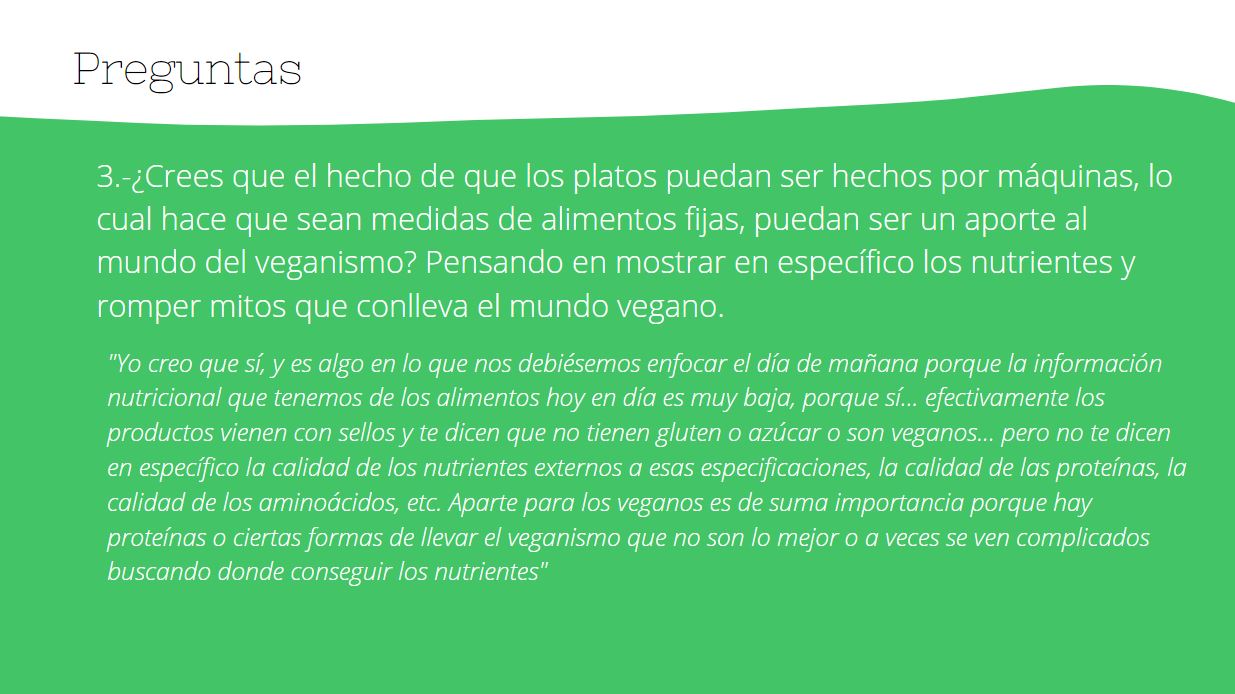 Preguntas
3.-¿Crees que el hecho de que los platos puedan ser hechos por máquinas, lo
cual hace que sean medidas de alimentos fijas, puedan ser un aporte al
mundo del veganismo? Pensando en mostrar en específico los nutrientes y
romper mitos que conlleva el mundo vegano.
"Yo creo que sí, y es algo en lo que nos debiésemos enfocar el día de mañana porque la información
nutricional que tenemos de los alimentos hoy en día es muy baja, porque sí... efectivamente los
productos vienen con sellos y te dicen que no tienen gluten o azúcar o son veganos... pero no te dicen
en específico la calidad de los nutrientes externos a esas especificaciones, la calidad de las proteínas, la
calidad de los aminoácidos, etc. Aparte para los veganos es de suma importancia porque hay
proteínas o ciertas formas de llevar el veganismo que no son lo mejor o a veces se ven complicados
buscando donde conseguir los nutrientes"